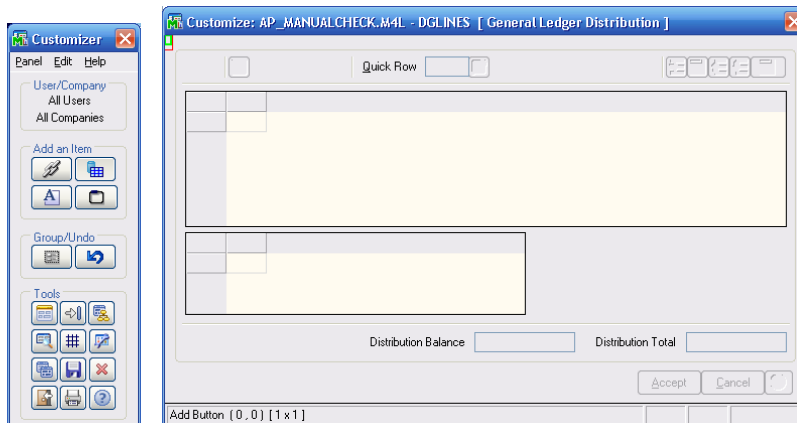 Customizer
Panel Edit Help
User/Company
All Users
All Companies
Add an Item
A
Group/Undo
Tools
Customize: AP_MANUALCHECK.M4L - DGLINES [ General Ledger Distribution ]
Quick Row
Distribution Balance
Distribution Total
Accept
Cancel
Add Button (0,0) [1 x 1]